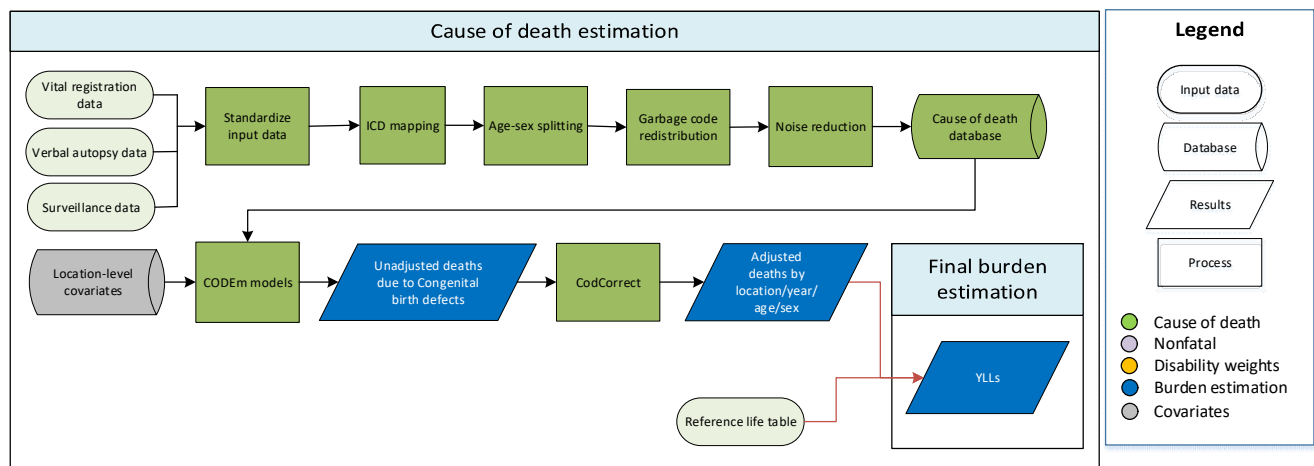 Cause of death estimation
Vital registration
data
Verbal autopsy data
Surveillance data
Standardize
input data
ICD mapping
Age-sex splitting
Garbage code
redistribution
Noise reduction
Cause of death
database
Location-level
covariates
CODEm models
Unadjusted deaths
due to Congenital
birth defects
CodCorrect
Adjusted
deaths by
location/year/
age/sex
Reference life table
Final burden
estimation
YLLs
Legend
Input data
Database
Results
Process
Cause of death
Nonfatal
Disability weights
Burden estimation
Covariates